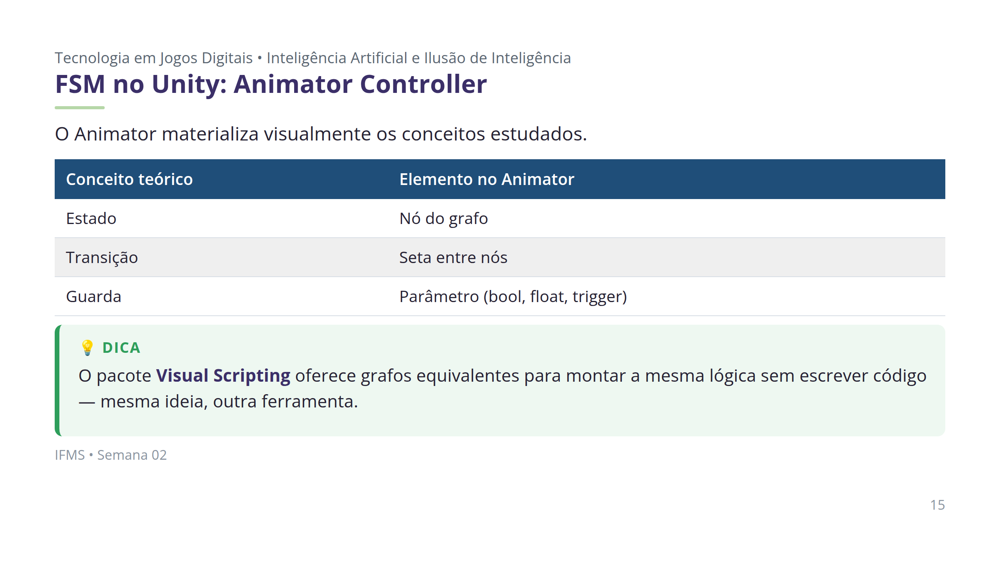 Tecnologia em Jogos Digitais • Inteligência Artificial e Ilusão de Inteligência
FSM no Unity: Animator Controller
O Animator materializa visualmente os conceitos estudados.
Conceito teórico Elemento no Animator
Estado Nó do grafo
Transição Seta entre nós
Guarda Parâmetro (bool, float, trigger)
💡 DICA
O pacote Visual Scripting oferece grafos equivalentes para montar a mesma lógica sem escrever código
— mesma ideia, outra ferramenta.
IFMS • Semana 02
15